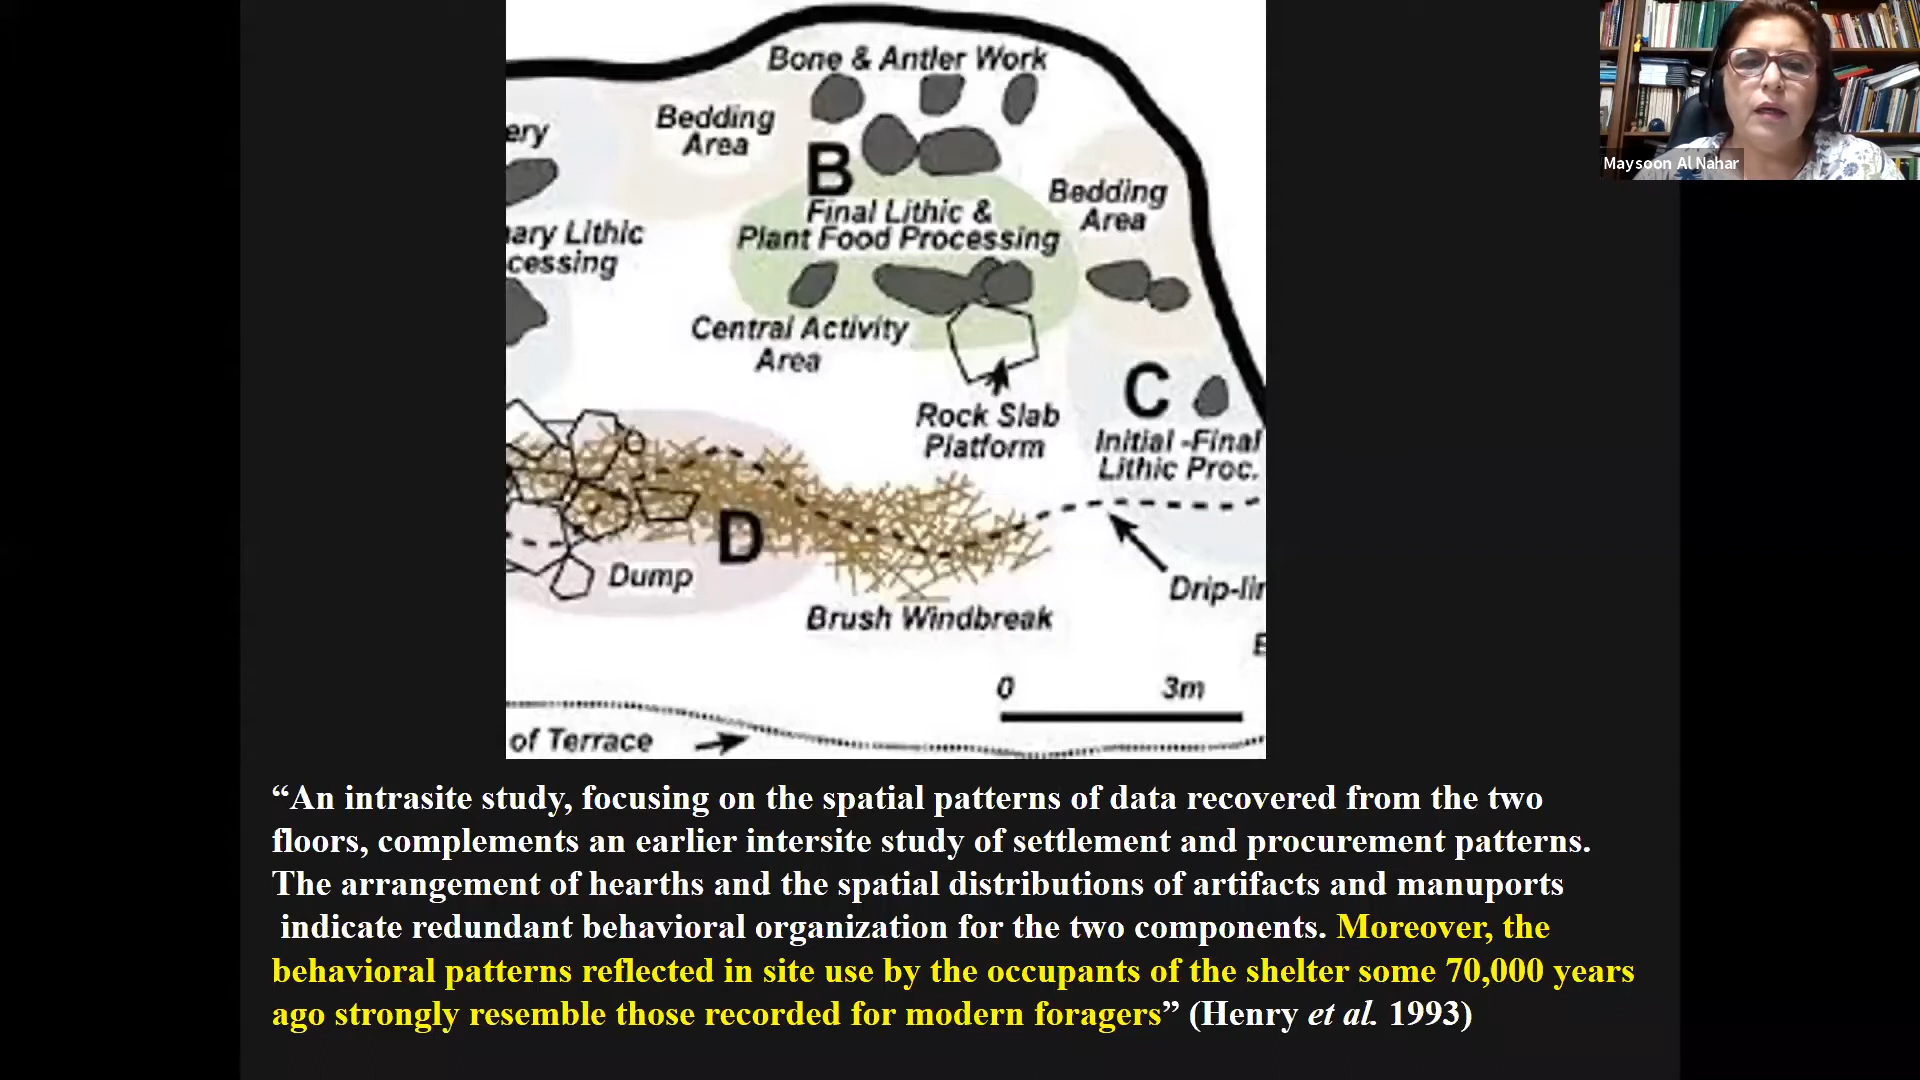 Bone & Antler Work
Bedding
Area
ery
B
Bedding
Area
Final Lithic &
Plant Food Processing
ary Lithic
cessing
Central Activity
Area
C
Rock Slab
Platform
Initial -Final
Lithic Proc.
D
Dump
Drip-lin
Brush Windbreak
E
0 3m
of Terrace
Maysoon Al Nahar
“An intrasite study, focusing on the spatial patterns of data recovered from the two
floors, complements an earlier intersite study of settlement and procurement patterns.
The arrangement of hearths and the spatial distributions of artifacts and manuports
indicate redundant behavioral organization for the two components. Moreover, the
behavioral patterns reflected in site use by the occupants of the shelter some 70,000 years
ago strongly resemble those recorded for modern foragers” (Henry et al. 1993)